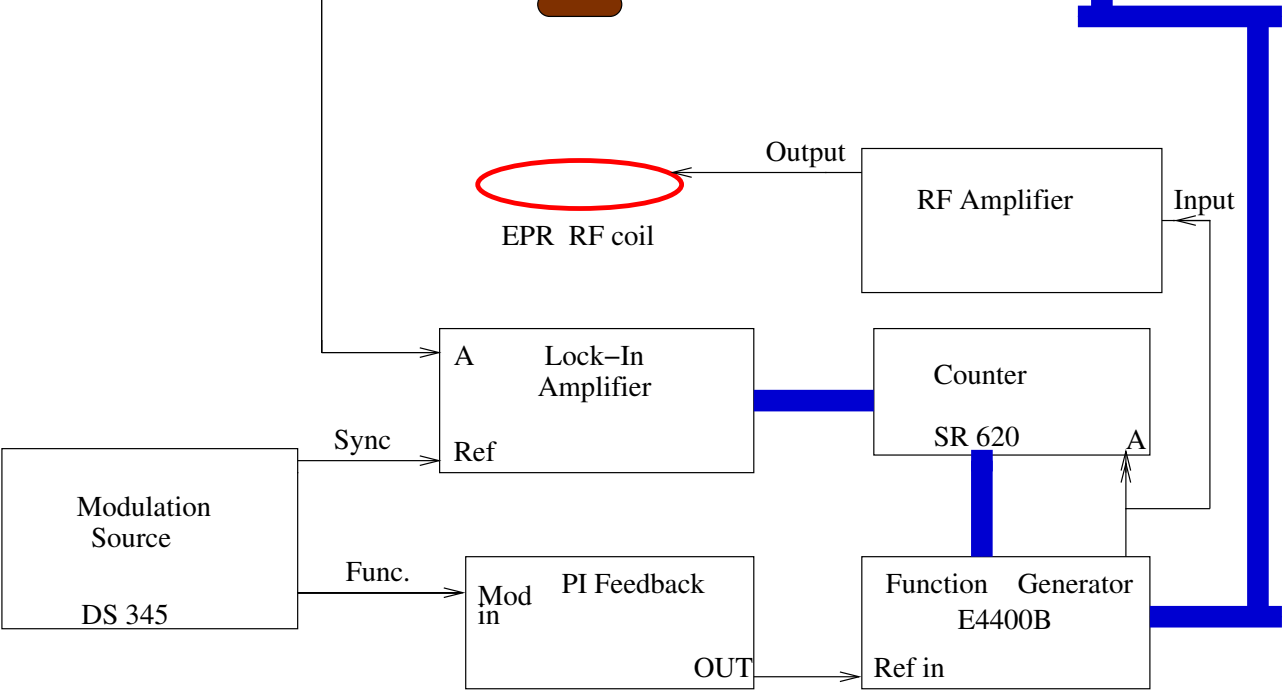 Output
RF Amplifier
Input
EPR RF coil
A
Lock−In
Amplifier
Ref
Counter
SR 620
A
Sync
Modulation
Source
DS 345
Func.
Mod
in
PI Feedback
OUT
Function Generator
E4400B
Ref in